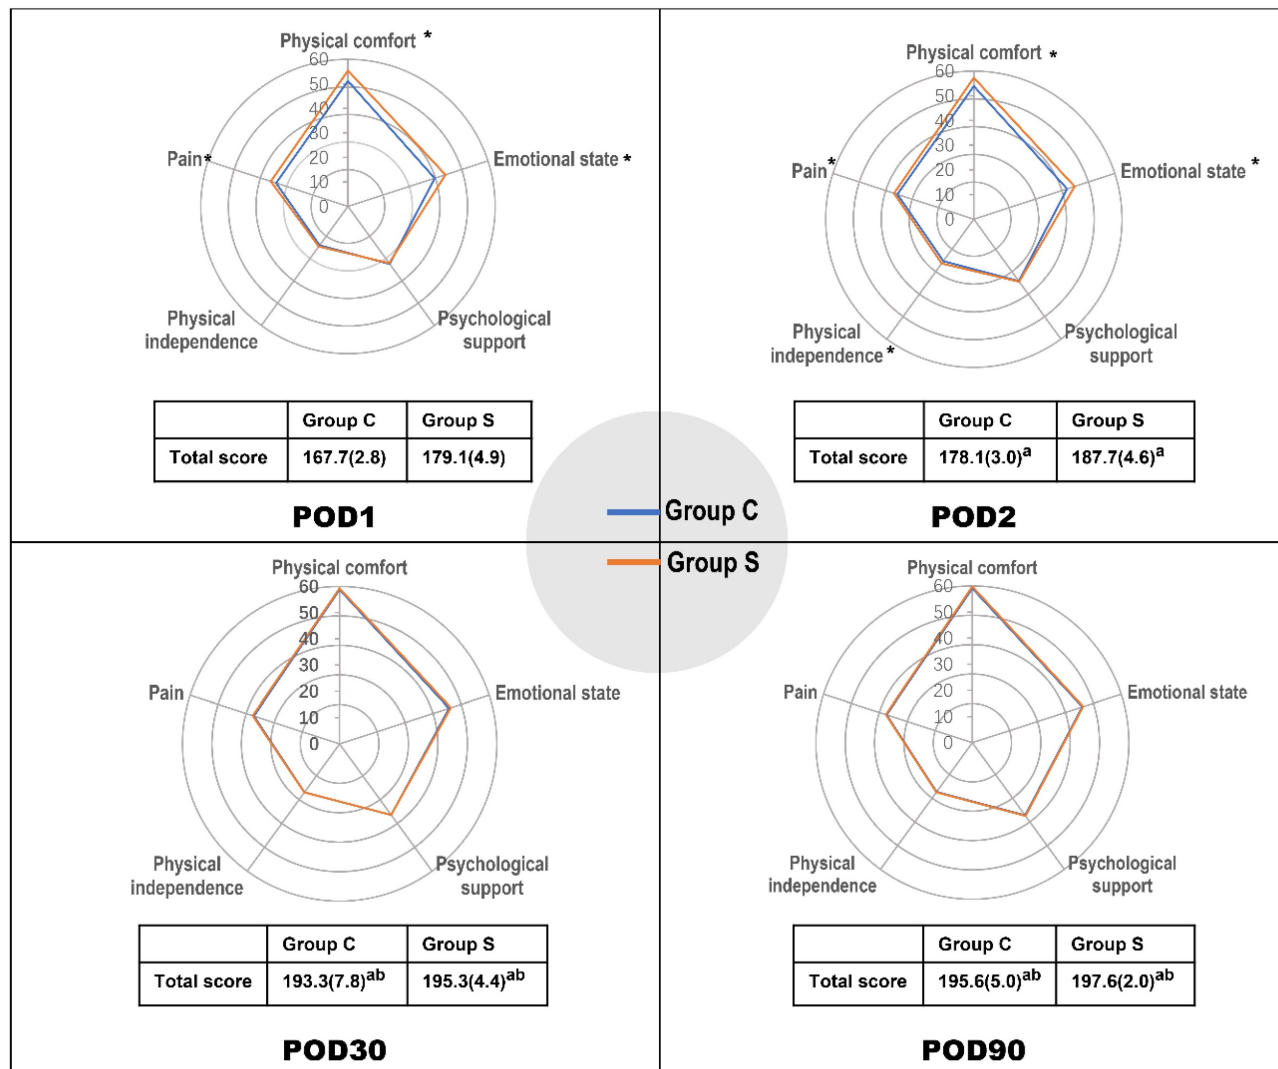 Physical comfort *
60
50
40
30
20
10
0
Pain*
Emotional state *
Physical
independence
Psychological
support
Group C Group S
Total score 167.7(2.8) 179.1(4.9)
POD1
Physical comfort *
60
50
40
30
20
10
0
Pain*
Emotional state *
Physical
independence*
Psychological
support
Group C Group S
Total score 178.1(3.0)a 187.7(4.6)a
POD2
Group C
Group S
Physical comfort
60
50
40
30
20
10
0
Pain
Emotional state
Physical
independence
Psychological
support
Group C Group S
Total score 193.3(7.8)ab 195.3(4.4)ab
POD30
Physical comfort
60
50
40
30
20
10
0
Pain
Emotional state
Physical
independence
Psychological
support
Group C Group S
Total score 195.6(5.0)ab 197.6(2.0)ab
POD90